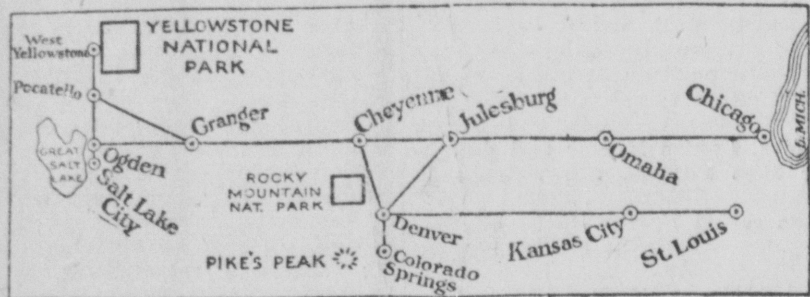 YELLOWSTONE
NATIONAL
PARK
West
Yellowstone
Pocatello
Granger
Cheyenne
Julesburg
Chicago
L. MICH.
GREAT
SALT
LAKE
Ogden
Salt Lake
City
Omaha
ROCKY
MOUNTAIN
NAT. PARK
Denver
Kansas City
St. Louis
PIKE'S PEAK
Colorado
Springs